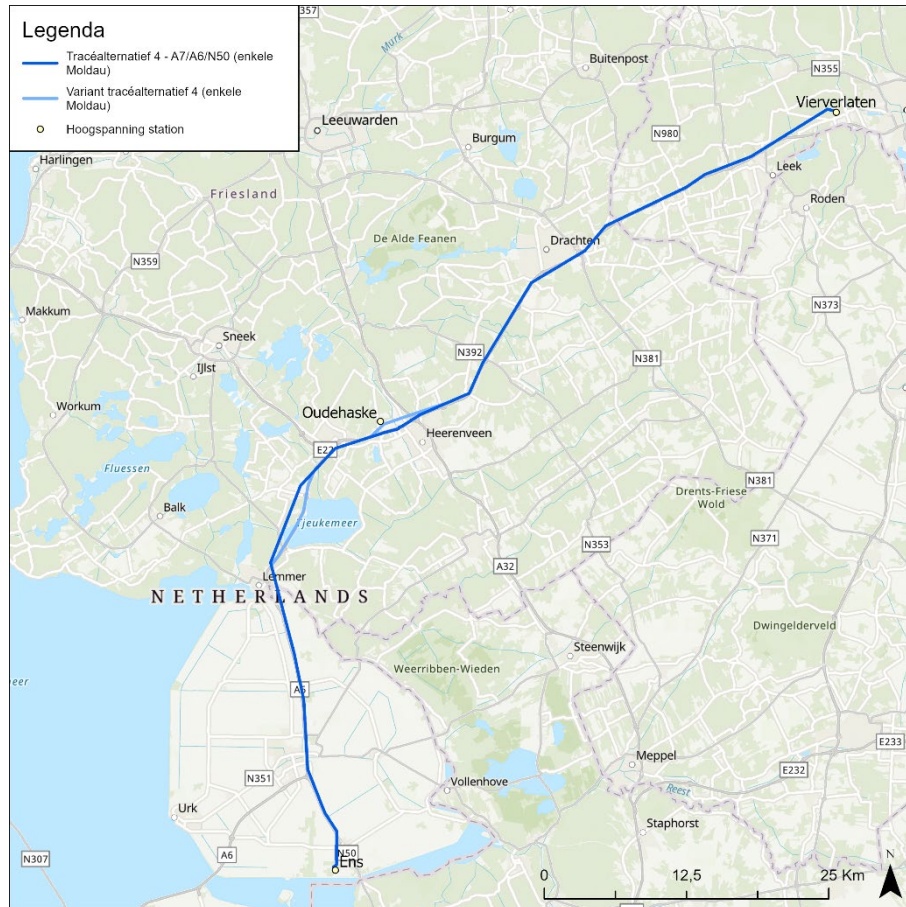 Legenda
Tracéalternatief 4 - A7/A6/N50 (enkele
Moldau)
Variant tracéalternatief 4 (enkele
Moldau)
Hoogspanning station
357
Murk
Buitenpost
N355
Vierverlaten
Leeuwarden
Burgum
N980
Harlingen
Leek
Friesland
Roden
De Alde Feanen
Drachten
N359
Makkum
N373
Sneek
N392
N381
IJlst
Workum
Oudehaske
Heerenveen
E22
Fluessen
N381
Drents-Friese
Wold
Tjeukemeer
Balk
N371
N353
A32
Lemmer
NETHERLANDS
Dwingelderveld
Steenwijk
Weerribben-Wieden
meer
A6
E233
Meppel
E232
N351
Vollenhove
Reest
Urk
Staphorst
N307
A6
N50
Ens
0
12,5
25 Km
N